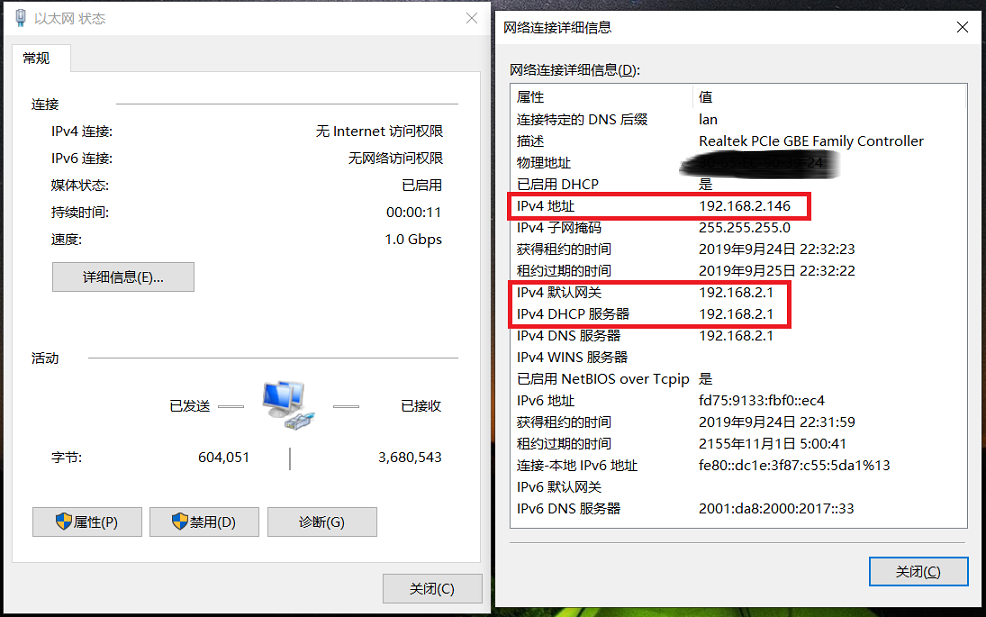 以太网 状态
常规
连接
IPv4 连接: 无 Internet 访问权限
IPv6 连接: 无网络访问权限
媒体状态: 已启用
持续时间: 00:00:11
速度: 1.0 Gbps
详细信息(E)...
活动
已发送 已接收
字节: 604,051 3,680,543
属性(P) 禁用(D) 诊断(G)
关闭(C)
网络连接详细信息
网络连接详细信息(D):
属性 值
连接特定的 DNS 后缀 lan
描述 Realtek PCIe GBE Family Controller
物理地址
已启用 DHCP 是
IPv4 地址 192.168.2.146
IPv4 子网掩码 255.255.255.0
获得租约的时间 2019年9月24日 22:32:23
租约过期的时间 2019年9月25日 22:32:22
IPv4 默认网关 192.168.2.1
IPv4 DHCP 服务器 192.168.2.1
IPv4 DNS 服务器 192.168.2.1
IPv4 WINS 服务器
已启用 NetBIOS over Tcpip 是
IPv6 地址 fd75:9133:fbf0::ec4
获得租约的时间 2019年9月24日 22:31:59
租约过期的时间 2155年11月1日 5:00:41
连接-本地 IPv6 地址 fe80::dc1e:3f87:c55:5da1%13
IPv6 默认网关
IPv6 DNS 服务器 2001:da8:2000:2017::33
关闭(C)